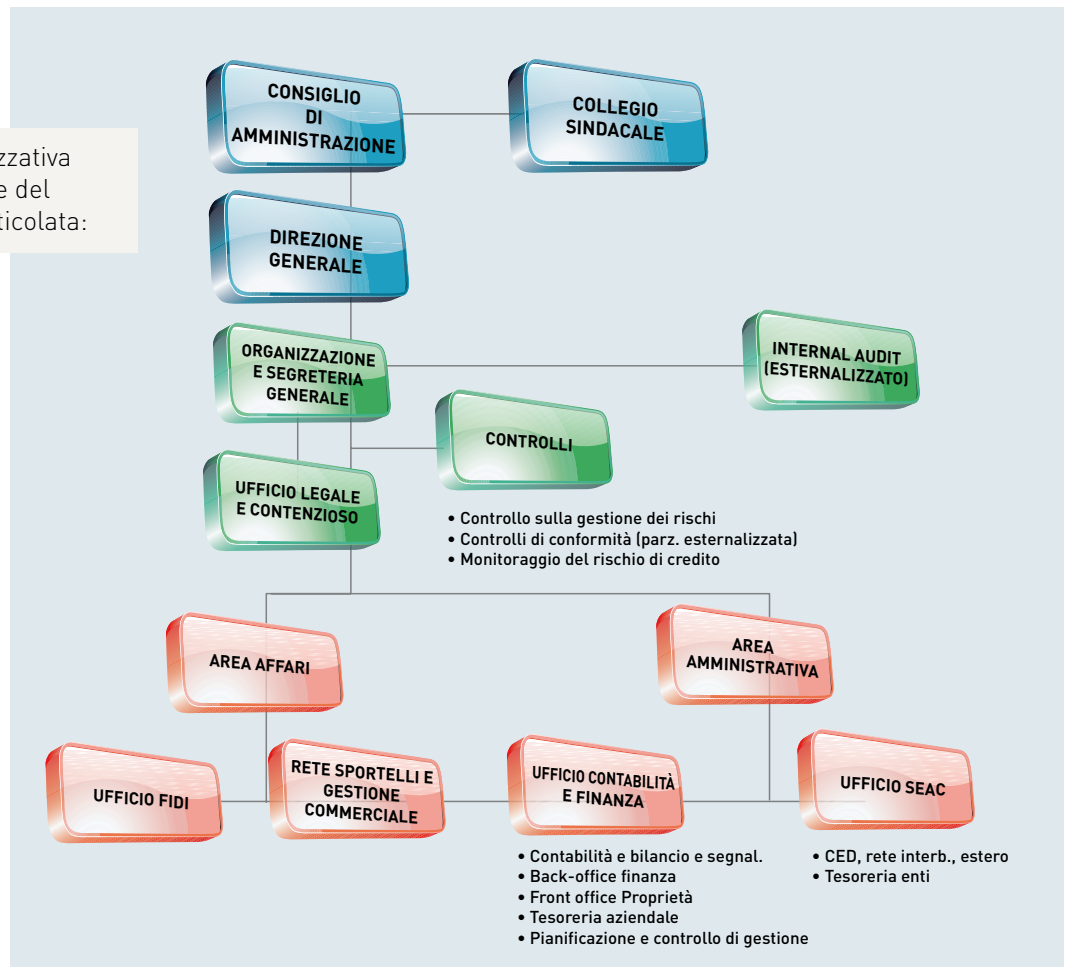 CONSIGLIO
DI
AMMINISTRAZIONE
COLLEGIO
SINDACALE
zzativa
e del
ticolata:
DIREZIONE
GENERALE
ORGANIZZAZIONE
E SEGRETERIA
GENERALE
INTERNAL AUDIT
(ESTERNALIZZATO)
CONTROLLI
UFFICIO LEGALE
E CONTENZIOSO
• Controllo sulla gestione dei rischi
• Controlli di conformità (parz. esternalizzata)
• Monitoraggio del rischio di credito
AREA AFFARI
AREA
AMMINISTRATIVA
UFFICIO FIDI
RETE SPORTELLI E
GESTIONE
COMMERCIALE
UFFICIO CONTABILITÀ
E FINANZA
UFFICIO SEAC
• Contabilità e bilancio e segnal.
• Back-office finanza
• Front office Proprietà
• Tesoreria aziendale
• Pianificazione e controllo di gestione
• CED, rete interb., estero
• Tesoreria enti